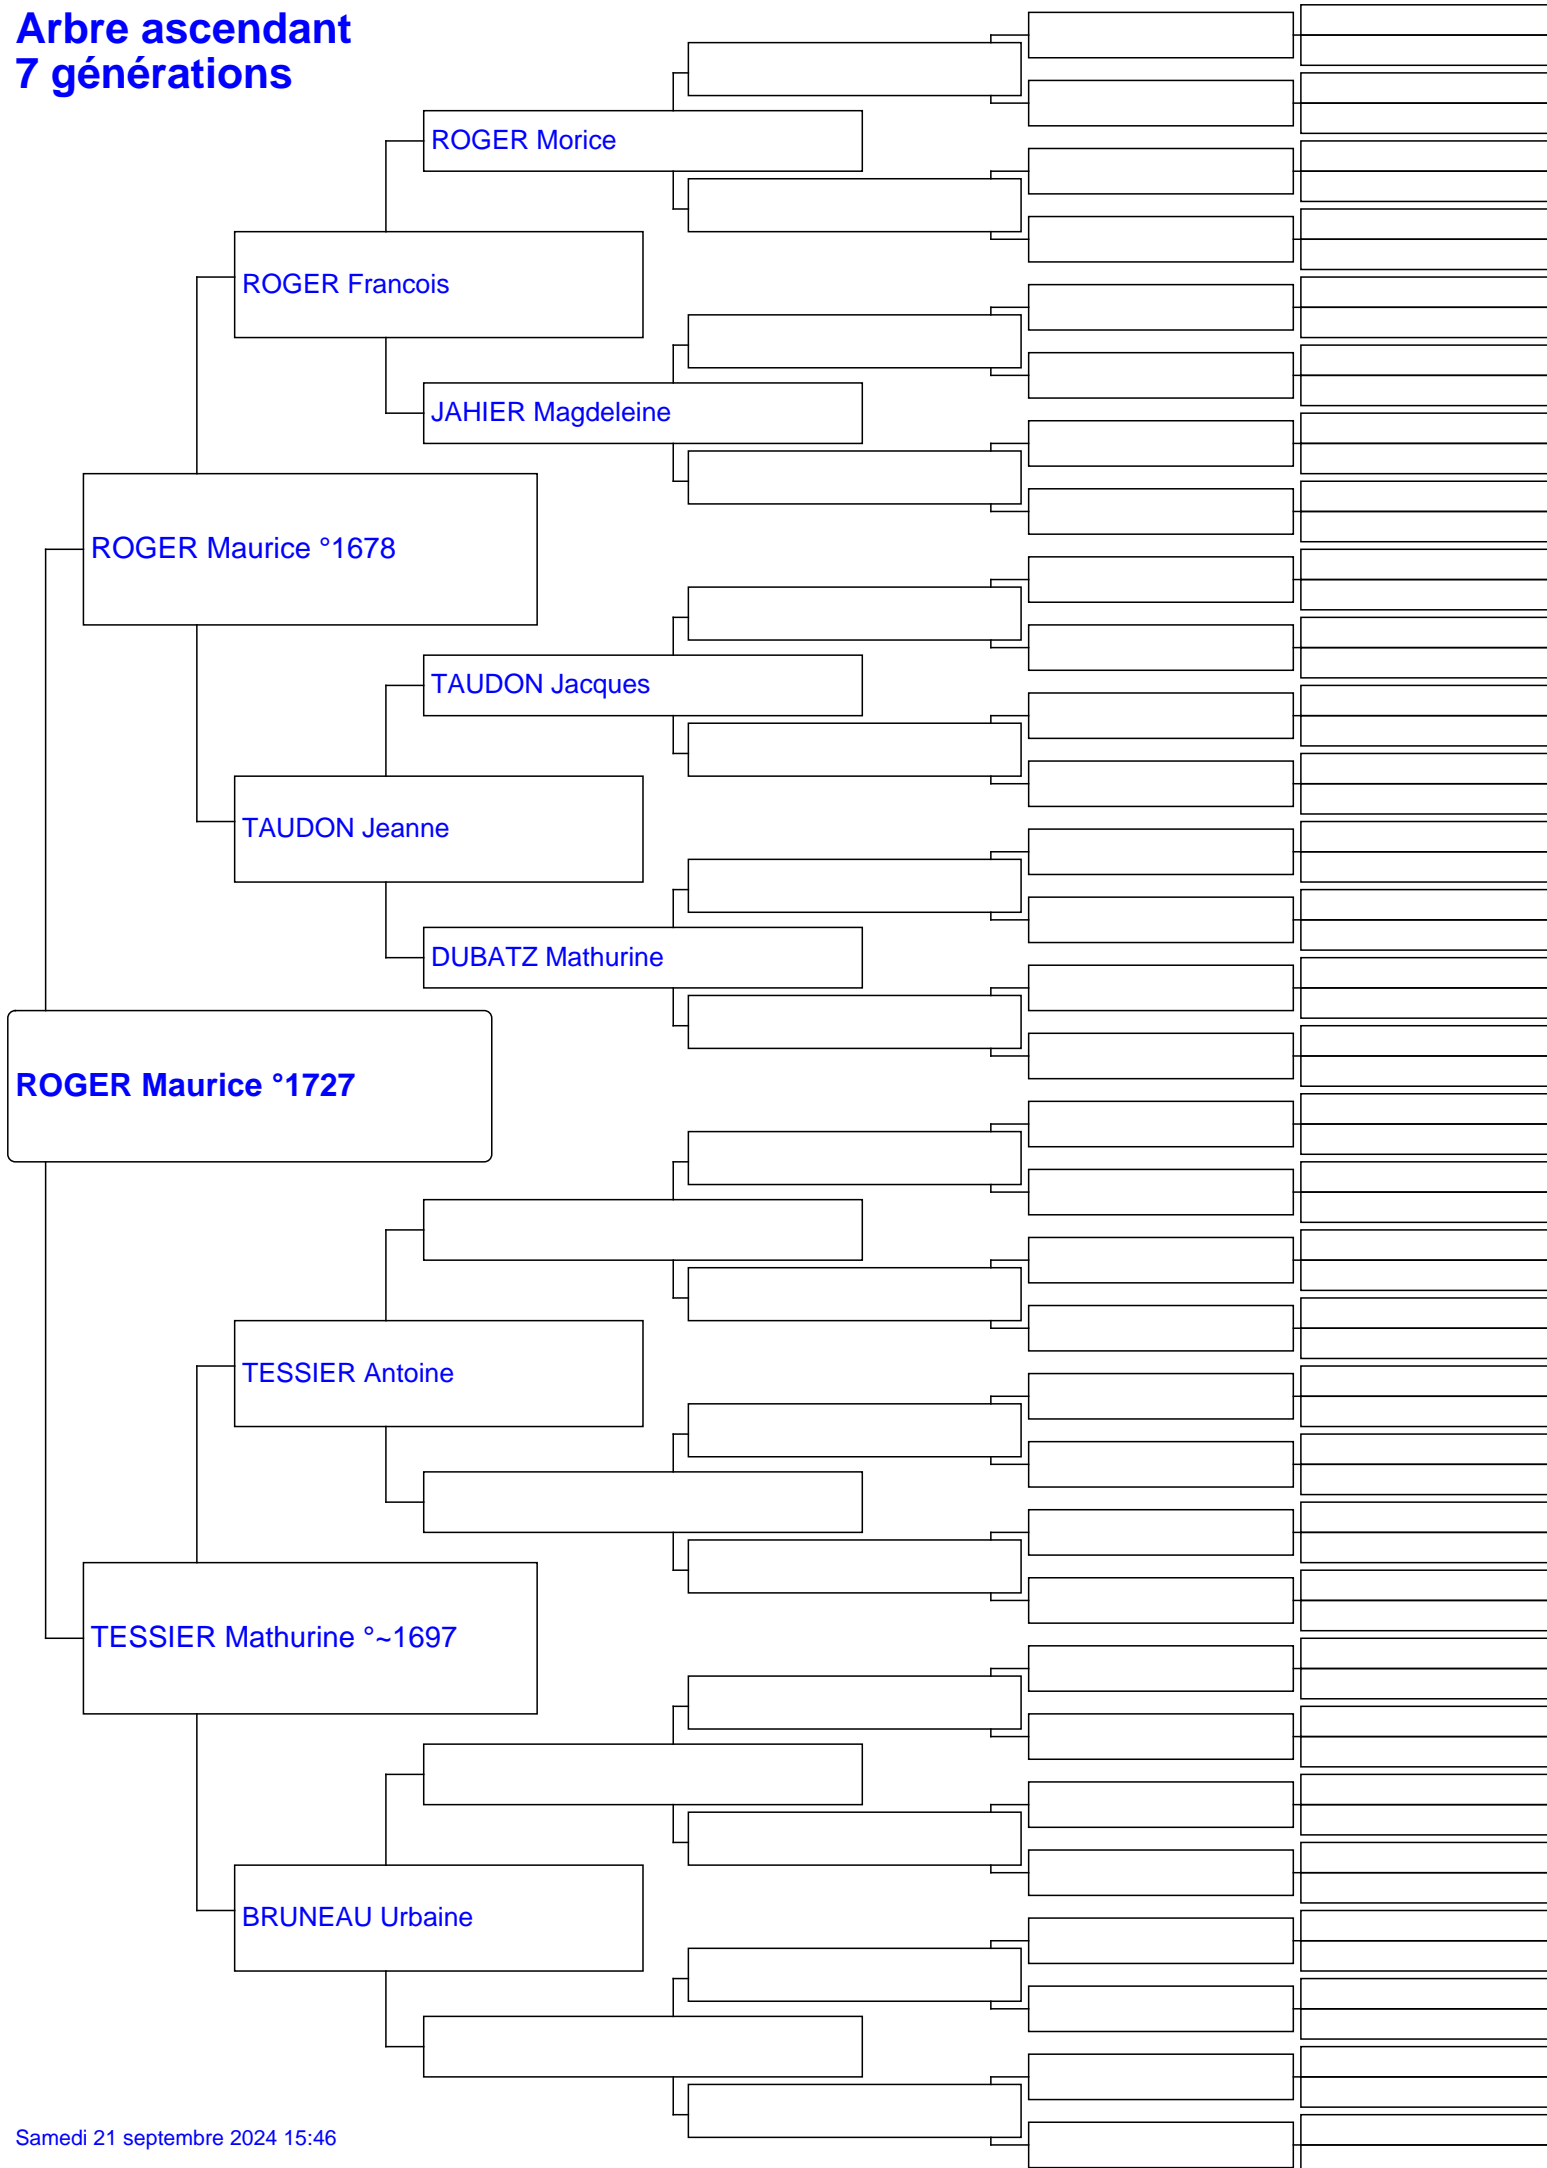 Arbre ascendant
7 générations
ROGER Morice
ROGER Francois
JAHIER Magdeleine
ROGER Maurice °1678
TAUDON Jacques
TAUDON Jeanne
DUBATZ Mathurine
ROGER Maurice °1727
TESSIER Antoine
TESSIER Mathurine °~1697
BRUNEAU Urbaine
Samedi 21 septembre 2024 15:46